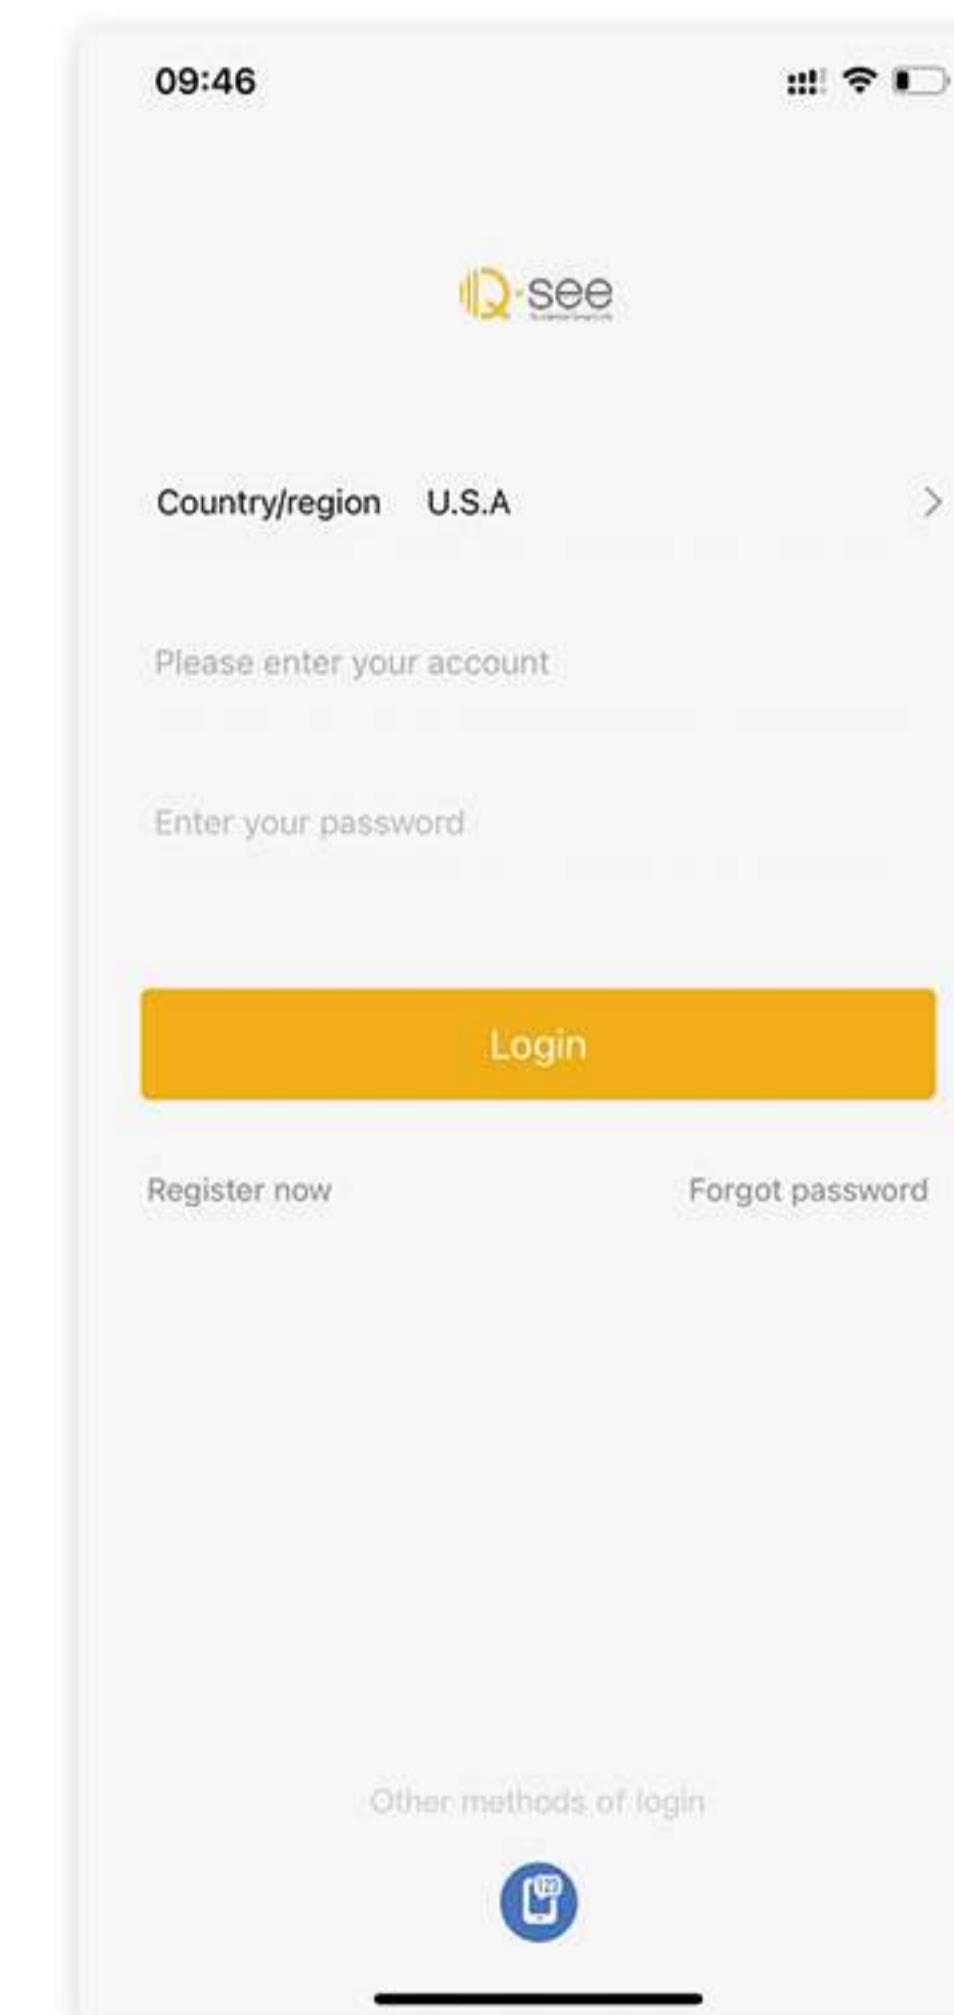 09:46
Q-see
Country/region U.S.A
Please enter your account
Enter your password
Login
Register now Forgot password
Other methods of login
123